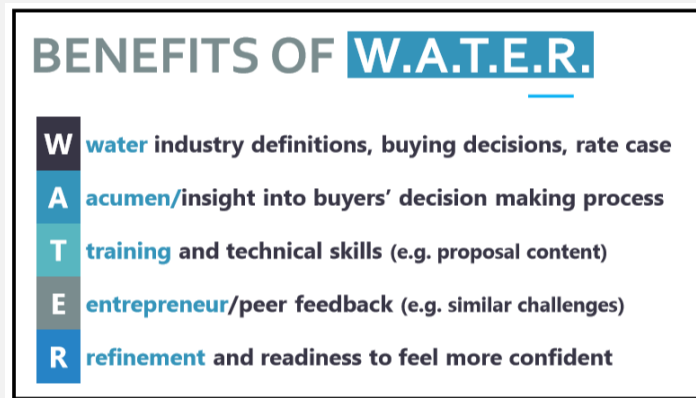 BENEFITS OF W.A.T.E.R.
W water industry definitions, buying decisions, rate case
A acumen/insight into buyers’ decision making process
T training and technical skills (e.g. proposal content)
E entrepreneur/peer feedback (e.g. similar challenges)
R refinement and readiness to feel more confident